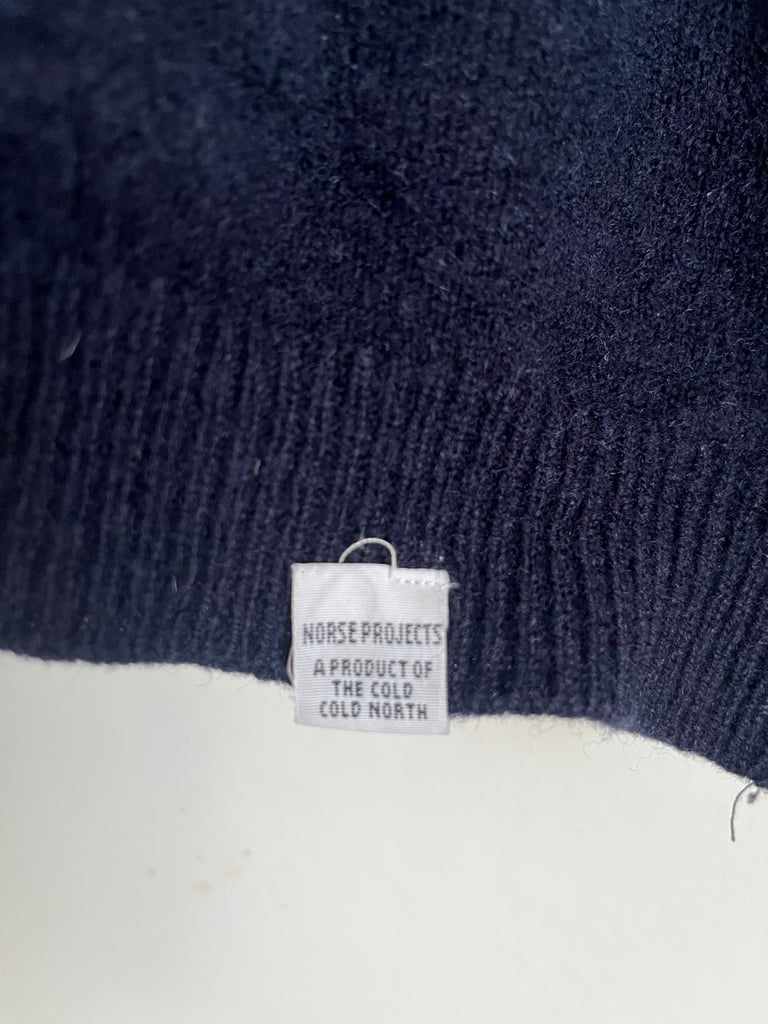 NORSE PROJECTS
A PRODUCT OF
THE COLD
COLD NORTH